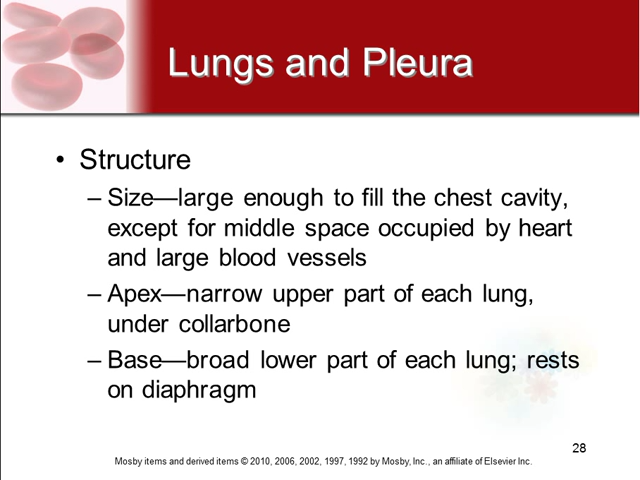 Lungs and Pleura
• Structure
– Size—large enough to fill the chest cavity,
except for middle space occupied by heart
and large blood vessels
– Apex—narrow upper part of each lung,
under collarbone
– Base—broad lower part of each lung; rests
on diaphragm
28
Mosby items and derived items © 2010, 2006, 2002, 1997, 1992 by Mosby, Inc., an affiliate of Elsevier Inc.